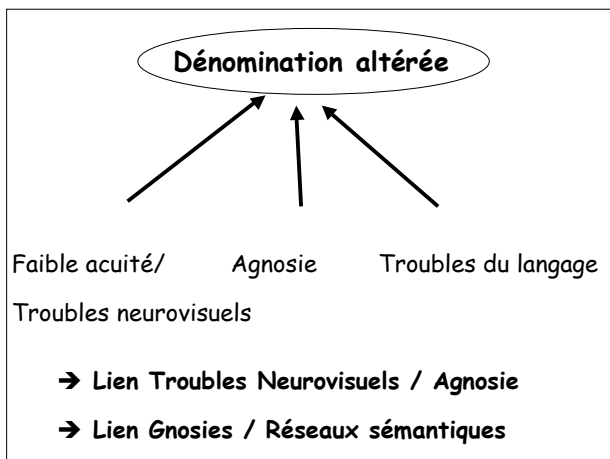 Dénomination altérée
Faible acuité/ Agnosie Troubles du langage
Troubles neurovisuels
➔ Lien Troubles Neurovisuels / Agnosie
➔ Lien Gnosies / Réseaux sémantiques